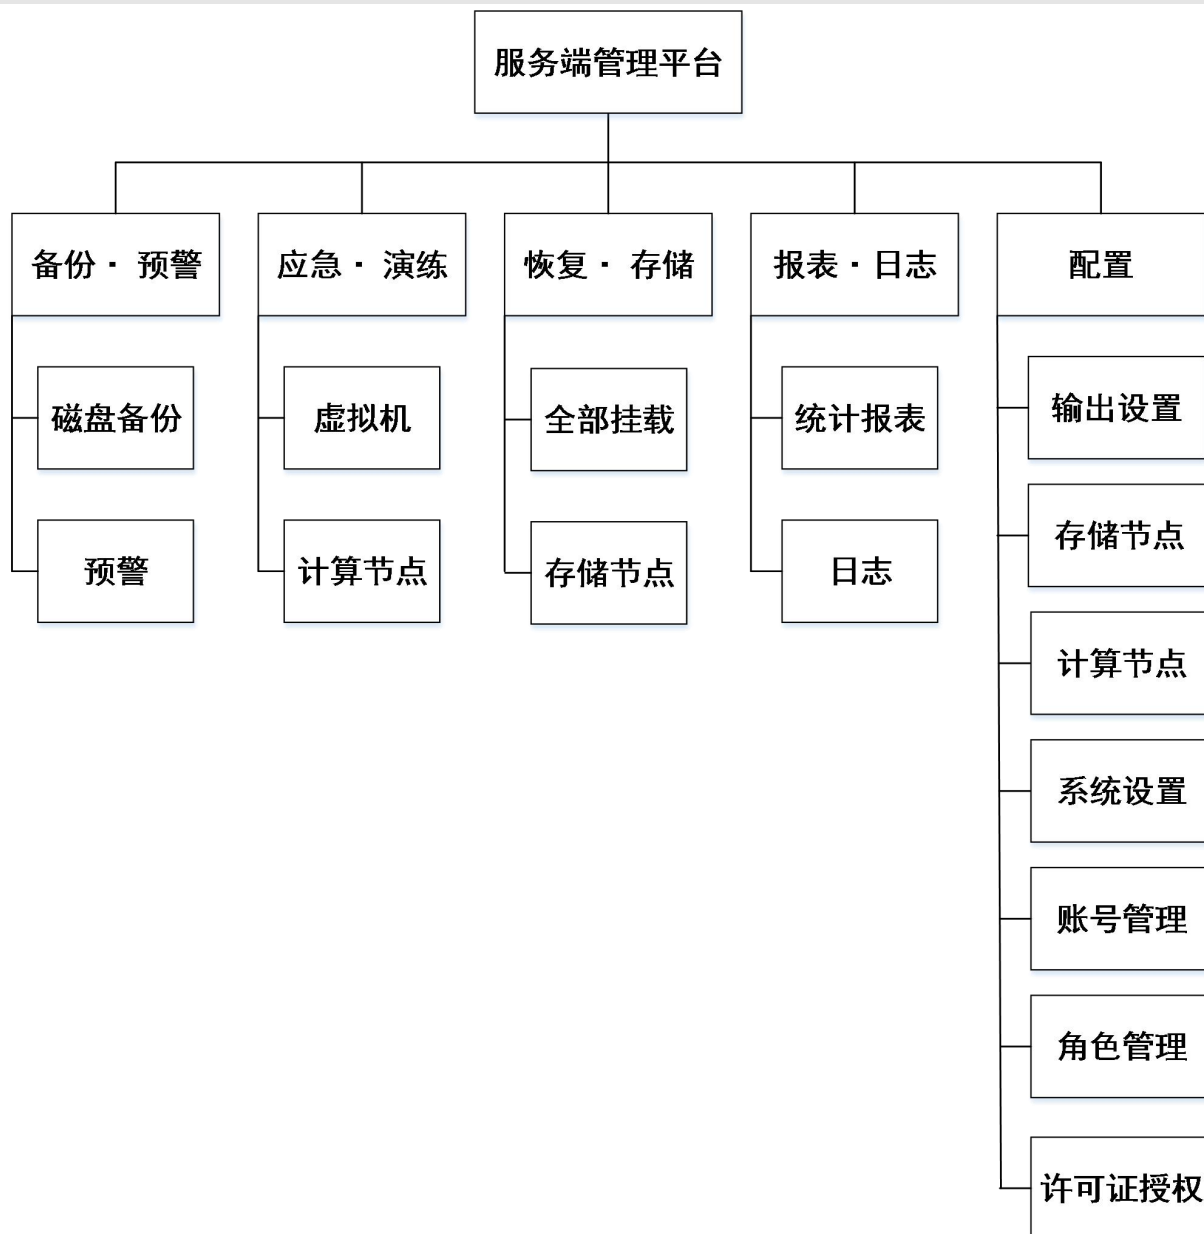 服务端管理平台
备份 · 预警
应急 · 演练
恢复 · 存储
报表 · 日志
配置
磁盘备份
虚拟机
全部挂载
统计报表
输出设置
预警
计算节点
存储节点
日志
存储节点
计算节点
系统设置
账号管理
角色管理
许可证授权